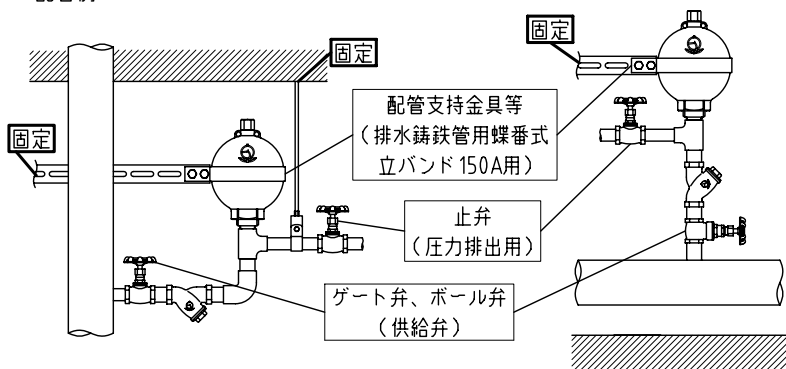 固定
固定
固定
配管支持金具等
(排水鋳鉄管用蝶番式
立バンド150A用)
止弁
(圧力排出用)
ゲート弁、ボール弁
(供給弁)